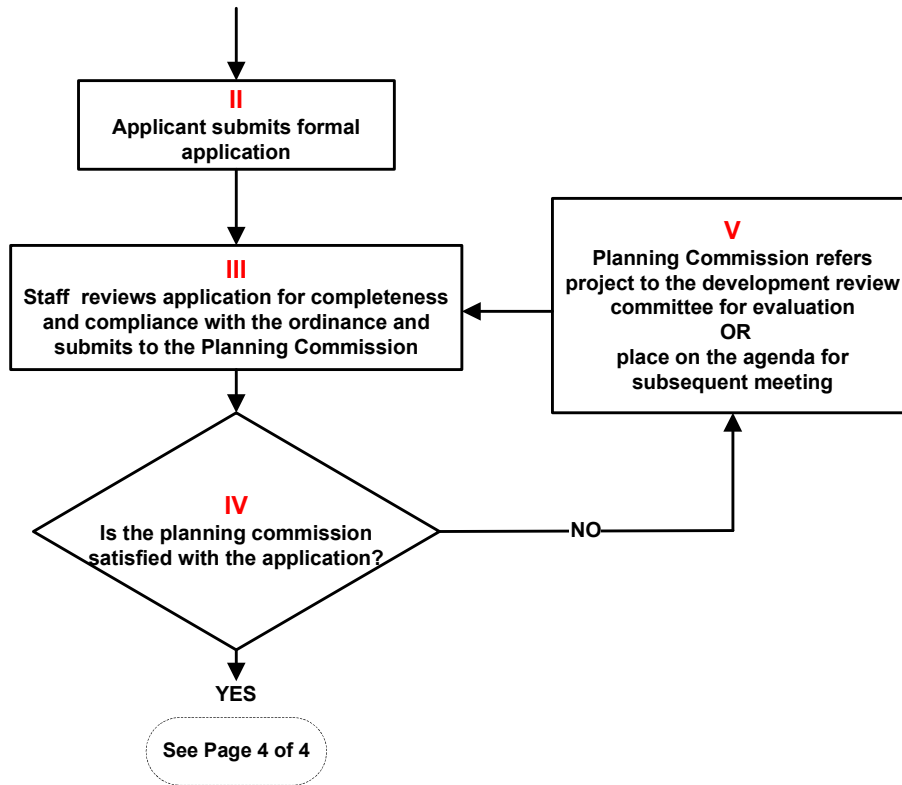 II
Applicant submits formal
application
III
Staff reviews application for completeness
and compliance with the ordinance and
submits to the Planning Commission
IV
Is the planning commission
satisfied with the application?
NO
V
Planning Commission refers
project to the development review
committee for evaluation
OR
place on the agenda for
subsequent meeting
YES
See Page 4 of 4